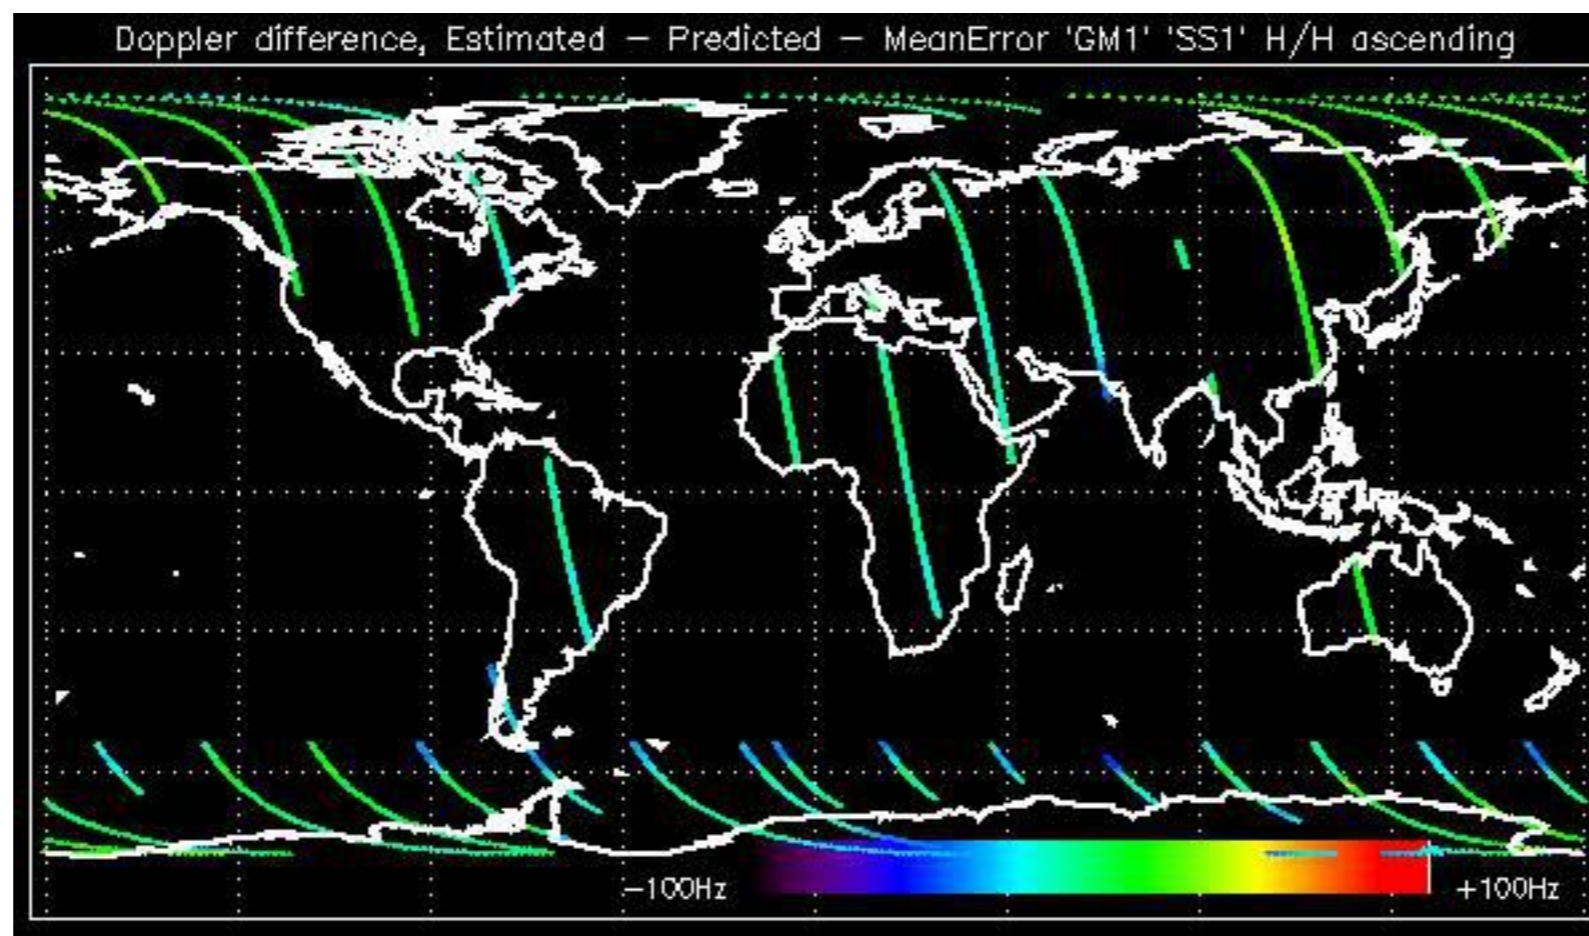 Doppler difference, Estimated – Predicted – MeanError 'GM1' 'SS1' H/H ascending
–100Hz +100Hz